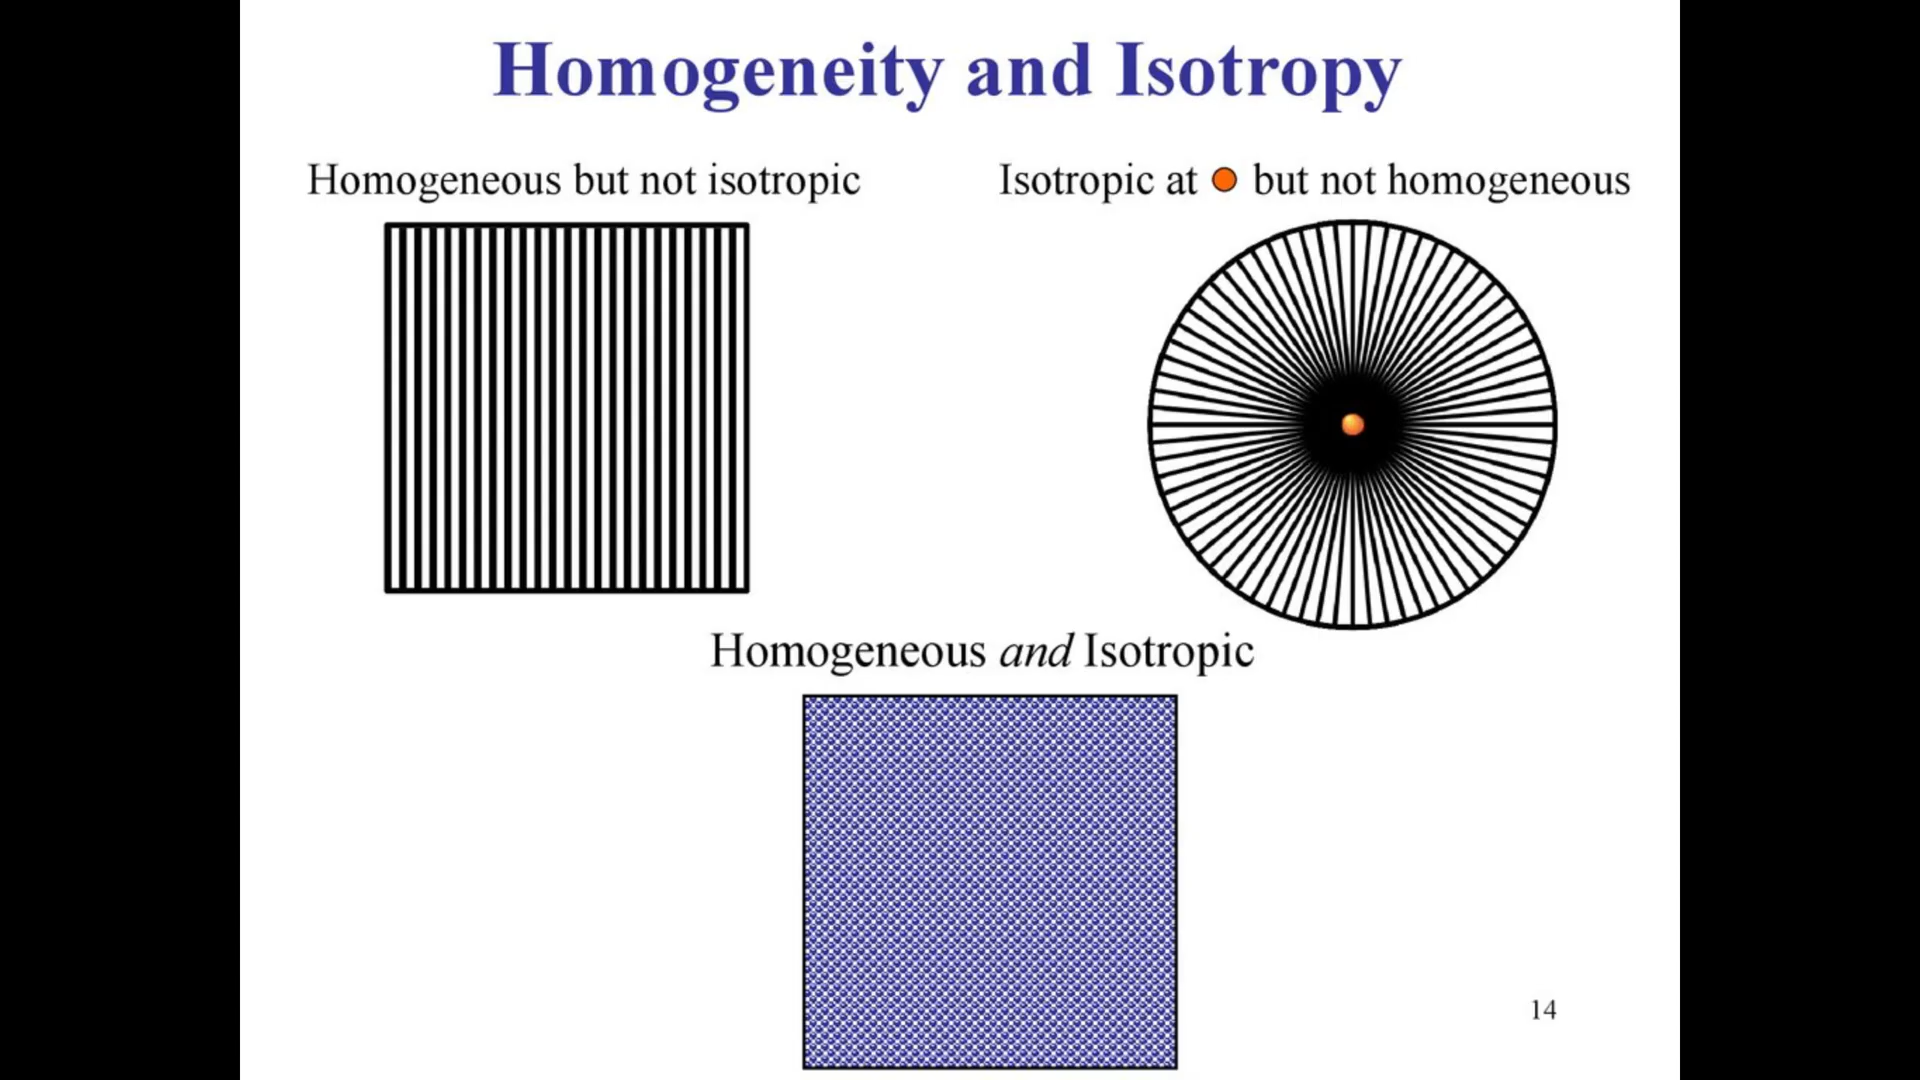 Homogeneity and Isotropy
Homogeneous but not isotropic
Isotropic at but not homogeneous
Homogeneous and Isotropic
14